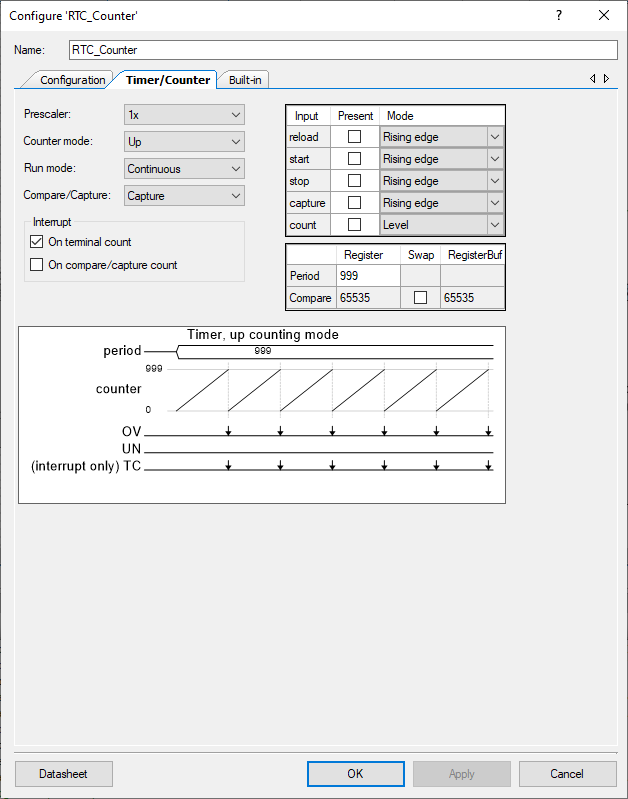 Configure 'RTC_Counter'
?
Name: RTC_Counter
Configuration Timer/Counter Built-in
Prescaler: 1x
Counter mode: Up
Run mode: Continuous
Compare/Capture: Capture
Interrupt
On terminal count
On compare/capture count
Input Present Mode
reload Rising edge
start Rising edge
stop Rising edge
capture Rising edge
count Level
Register Swap RegisterBuf
Period 999
Compare 65535 65535
Timer, up counting mode
period 999
999
counter
0
OV
UN
(interrupt only) TC
Datasheet OK Apply Cancel